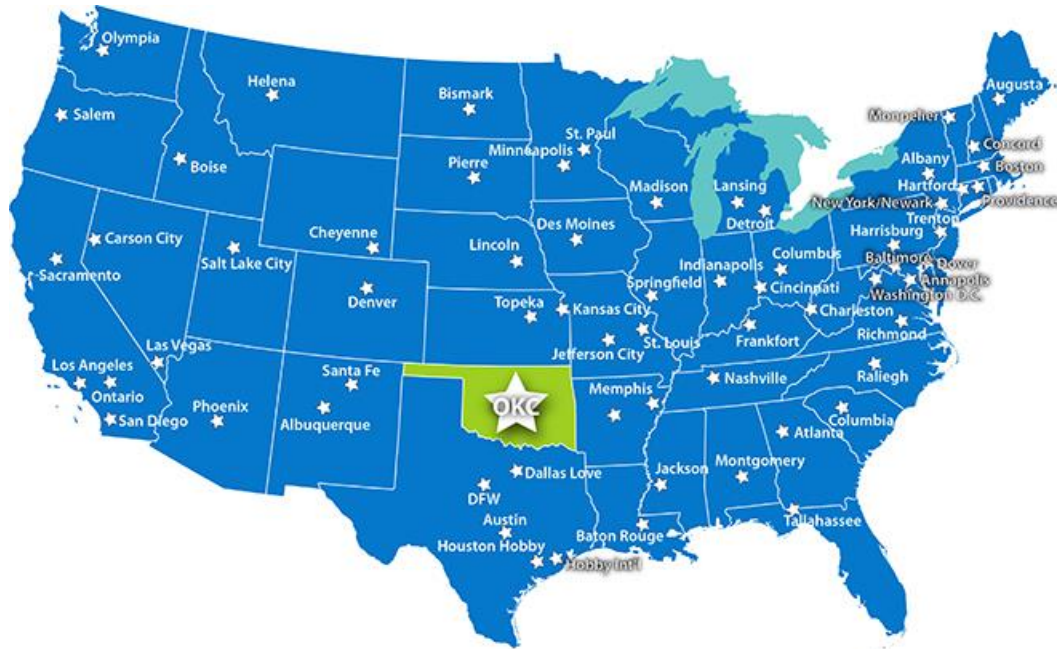 Olympia
Helena
Bismark
Augusta
Salem
Monpelier
St. Paul
Minneapolis
Concord
Boise
Pierre
Albany
Boston
Madison
Lansing
Hartford
Providence
New York/Newark
Detroit
Trenton
Des Moines
Carson City
Cheyenne
Lincoln
Harrisburg
Salt Lake City
Columbus
Sacramento
Indianapolis
Baltimore
Dover
Denver
Springfield
Cincinnati
Annapolis
Topeka
Kansas City
Washington D.C.
Charleston
St. Louis
Frankfort
Richmond
Las Vegas
Jefferson City
Los Angeles
Santa Fe
Nashville
Raliegh
Ontario
Memphis
OKC
Phoenix
San Diego
Albuquerque
Columbia
Atlanta
Jackson
Montgomery
Dallas Love
DFW
Austin
Tallahassee
Baton Rouge
Houston Hobby
Hobby Int'l